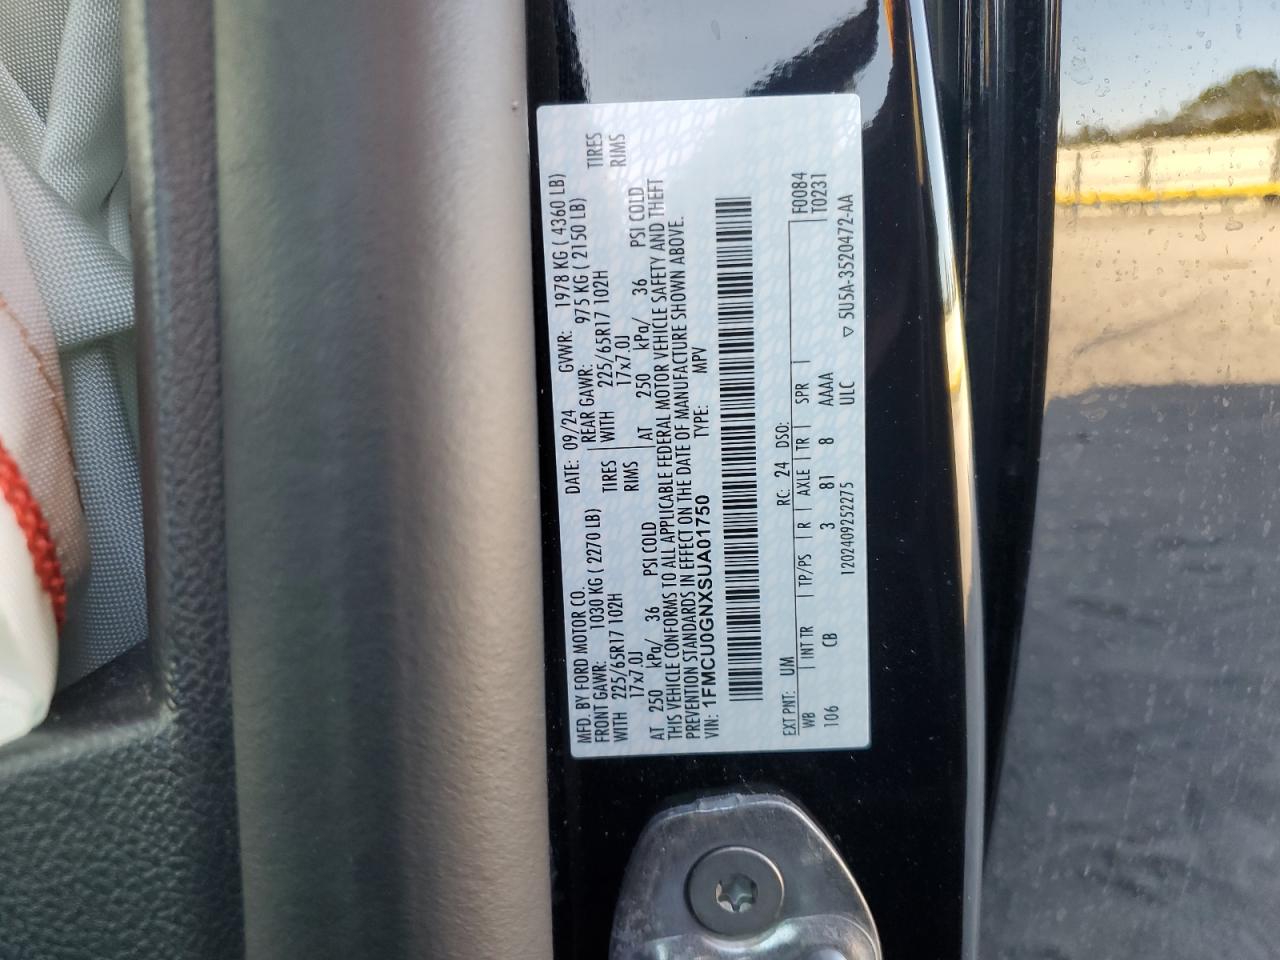 MFD. BY FORD MOTOR CO. DATE: 09/24 GVWR: 1978 KG ( 4360 LB)
FRONT GAWR: 1030 KG ( 2270 LB) REAR GAWR: 975 KG ( 2150 LB)
WITH 225/65R17 102H TIRES WITH 225/65R17 102H TIRES
17x7.0J RIMS 17x7.0J RIMS
AT 250 kPa/ 36 PSI COLD AT 250 kPa/ 36 PSI COLD
THIS VEHICLE CONFORMS TO ALL APPLICABLE FEDERAL MOTOR VEHICLE SAFETY AND THEFT
PREVENTION STANDARDS IN EFFECT ON THE DATE OF MANUFACTURE SHOWN ABOVE.
VIN: 1FMCU0GNXSUA01750 TYPE: MPV
EXT PNT: UM RC: 24 DSO: F0084
WB INT TR TP/PS R AXLE TR SPR T0231
106 CB 3 81 8 AAAA
1202409252275 ULC ▽ 5U5A-3520472-AA